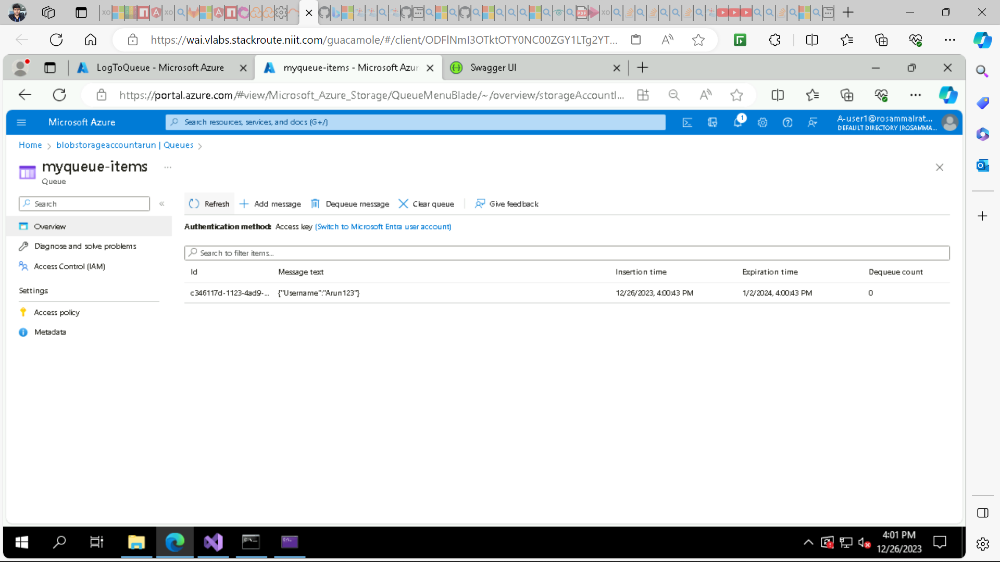 https://wai.vlabs.stackroute.niit.com/guacamole/#/client/ODFlNmI3OTktOTY0NC00ZGY1LTg2YT...
LogToQueue - Microsoft Azure
myqueue-items - Microsoft Azur
Swagger UI
https://portal.azure.com/#view/Microsoft_Azure_Storage/QueueMenuBlade/~/overview/storageAccountI...
Microsoft Azure
Search resources, services, and docs (G+/)
1
A-user1@rosammalrat...
DEFAULT DIRECTORY (ROSAMMA...
Home > blobstorageaccountarun | Queues >
myqueue-items ...
Queue
Search
«
Refresh
Add message
Dequeue message
Clear queue
Give feedback
Overview
Authentication method: Access key (Switch to Microsoft Entra user account)
Diagnose and solve problems
Search to filter items...
Access Control (IAM)
Id
Message text
Insertion time
Expiration time
Dequeue count
Settings
c346117d-1123-4ad9-...
{"Username":"Arun123"}
12/26/2023, 4:00:43 PM
1/2/2024, 4:00:43 PM
0
Access policy
Metadata
4:01 PM
12/26/2023